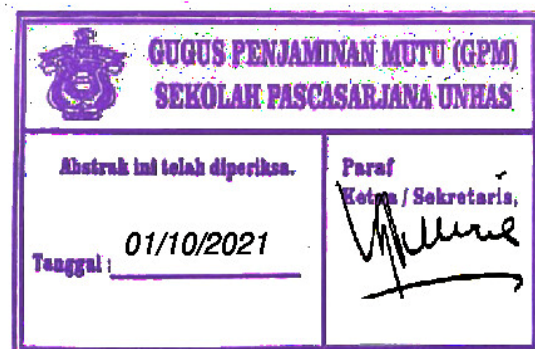 GUGUS PENJAMINAN MUTU (GPM)
SEKOLAH PASCASARJANA UNHAS
Abstrak ini telah diperiksa.
Tanggal : 01/10/2021
Paraf
Ketua / Sekretaris,